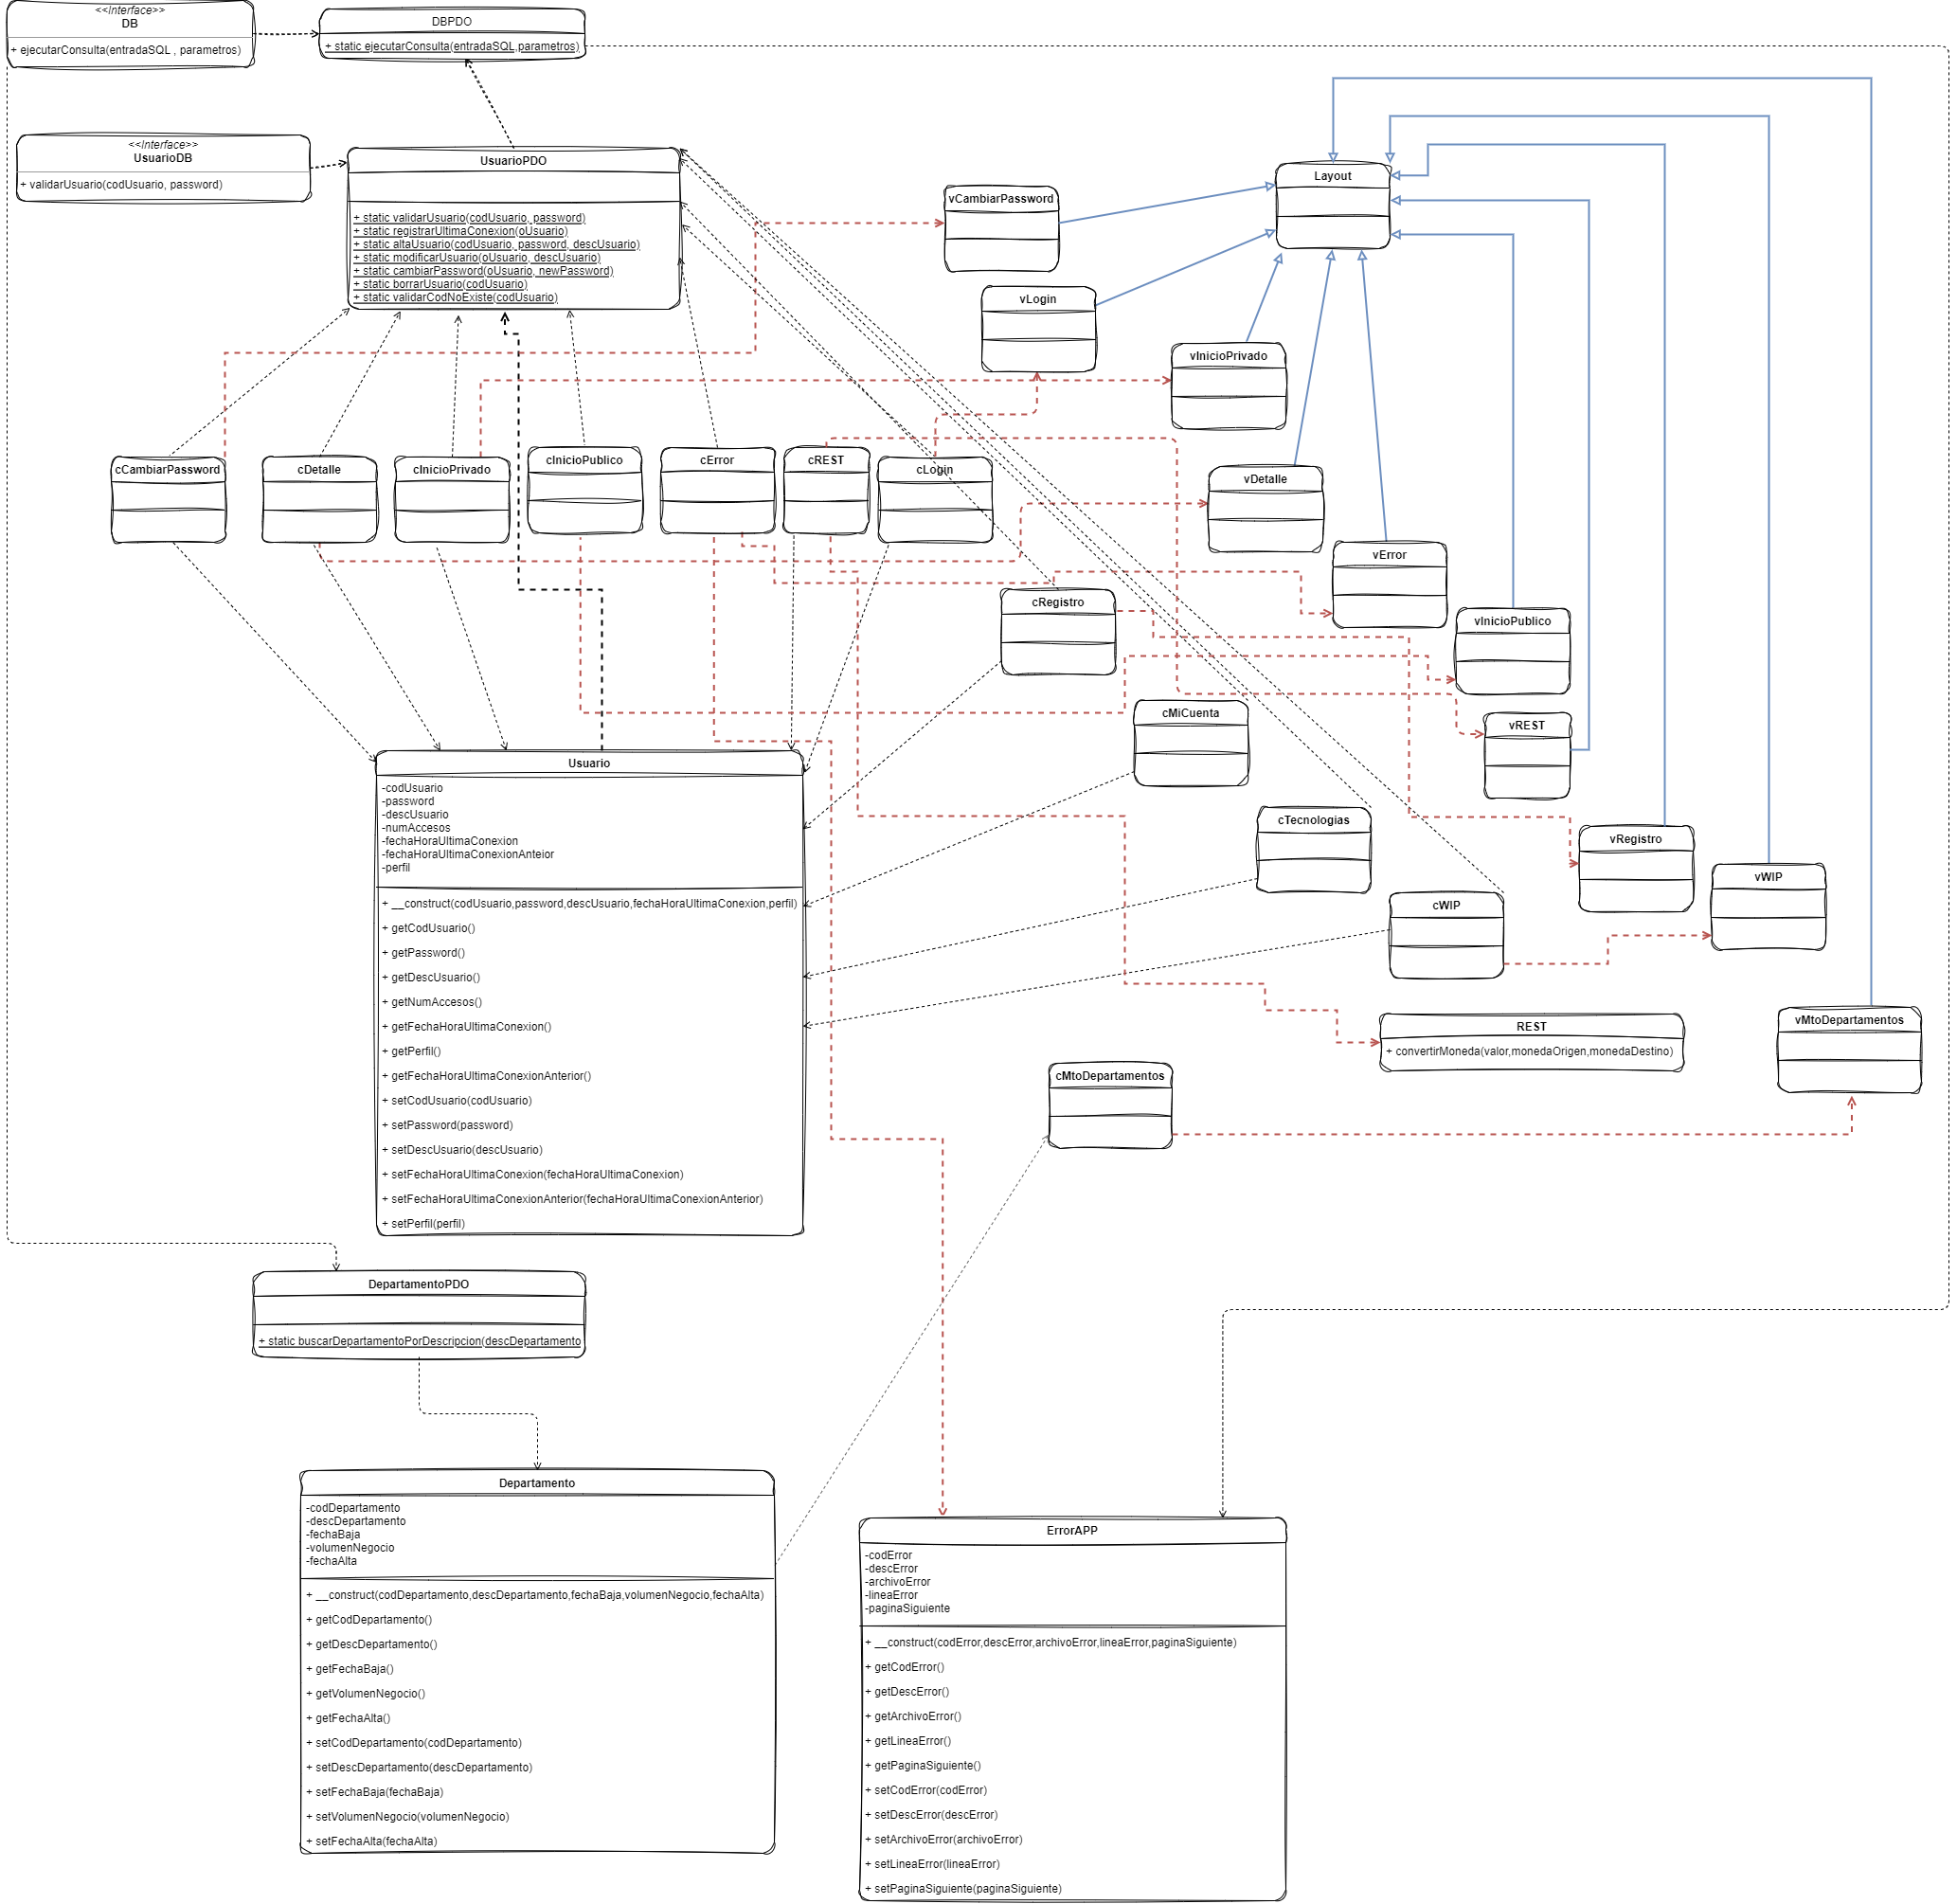 <<Interface>>
DB
+ ejecutarConsulta(entradaSQL , parametros)
DBPDO
+ static ejecutarConsulta(entradaSQL,parametros)
<<Interface>>
UsuarioDB
+ validarUsuario(codUsuario, password)
UsuarioPDO
+ static validarUsuario(codUsuario, password)
+ static registrarUltimaConexion(oUsuario)
+ static altaUsuario(codUsuario, password, descUsuario)
+ static modificarUsuario(oUsuario, descUsuario)
+ static cambiarPassword(oUsuario, newPassword)
+ static borrarUsuario(codUsuario)
+ static validarCodNoExiste(codUsuario)
Layout
vCambiarPassword
vLogin
vInicioPrivado
cCambiarPassword
cDetalle
cInicioPrivado
cInicioPublico
cError
cREST
cLogin
vDetalle
vError
cRegistro
vInicioPublico
cMiCuenta
vREST
cTecnologias
vRegistro
cWIP
vWIP
Usuario
-codUsuario
-password
-descUsuario
-numAccesos
-fechaHoraUltimaConexion
-fechaHoraUltimaConexionAnteior
-perfil
+ __construct(codUsuario,password,descUsuario,fechaHoraUltimaConexion,perfil)
+ getCodUsuario()
+ getPassword()
+ getDescUsuario()
+ getNumAccesos()
+ getFechaHoraUltimaConexion()
+ getPerfil()
+ getFechaHoraUltimaConexionAnterior()
+ setCodUsuario(codUsuario)
+ setPassword(password)
+ setDescUsuario(descUsuario)
+ setFechaHoraUltimaConexion(fechaHoraUltimaConexion)
+ setFechaHoraUltimaConexionAnterior(fechaHoraUltimaConexionAnterior)
+ setPerfil(perfil)
REST
+ convertirMoneda(valor,monedaOrigen,monedaDestino)
vMtoDepartamentos
cMtoDepartamentos
DepartamentoPDO
+ static buscarDepartamentoPorDescripcion(descDepartamento
Departamento
-codDepartamento
-descDepartamento
-fechaBaja
-volumenNegocio
-fechaAlta
+ __construct(codDepartamento,descDepartamento,fechaBaja,volumenNegocio,fechaAlta)
+ getCodDepartamento()
+ getDescDepartamento()
+ getFechaBaja()
+ getVolumenNegocio()
+ getFechaAlta()
+ setCodDepartamento(codDepartamento)
+ setDescDepartamento(descDepartamento)
+ setFechaBaja(fechaBaja)
+ setVolumenNegocio(volumenNegocio)
+ setFechaAlta(fechaAlta)
ErrorAPP
-codError
-descError
-archivoError
-lineaError
-paginaSiguiente
+ __construct(codError,descError,archivoError,lineaError,paginaSiguiente)
+ getCodError()
+ getDescError()
+ getArchivoError()
+ getLineaError()
+ getPaginaSiguiente()
+ setCodError(codError)
+ setDescError(descError)
+ setArchivoError(archivoError)
+ setLineaError(lineaError)
+ setPaginaSiguiente(paginaSiguiente)